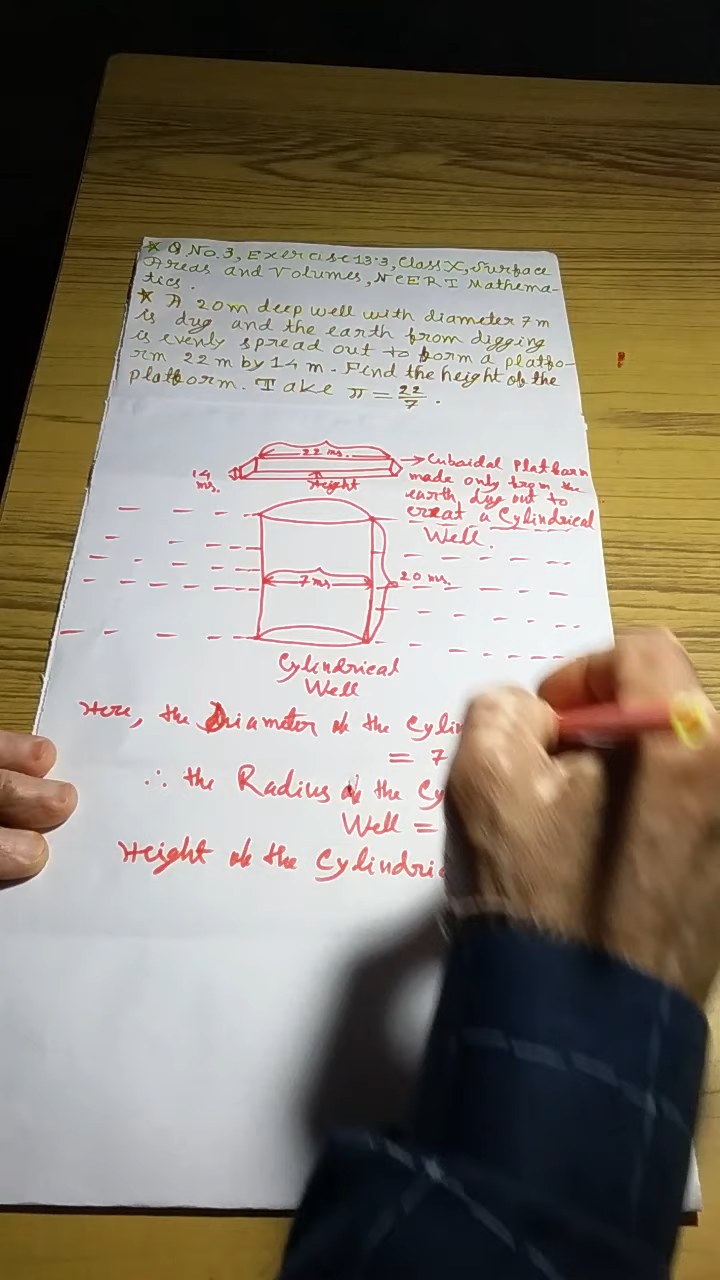 * Q No.3, Exercise 13.3, Class X, Surface
Areas and Volumes, NCERT Mathema-
tics.
* A 20m deep well with diameter 7m
is dug and the earth from digging
is evenly spread out to form a platfo-
rm 22m by 14 m. Find the height of the
platform. Take π = 22/7.
22 ms.
14
ms.
Height
→ Cuboidal Platform
made only from the
earth, dug out to
creat a Cylindrical
Well.
7 ms
20 ms.
Cylindrical
Well
Here, the Diameter of the Cylin
= 7
∴ the Radius of the Cy
Well =
Height of the Cylindric